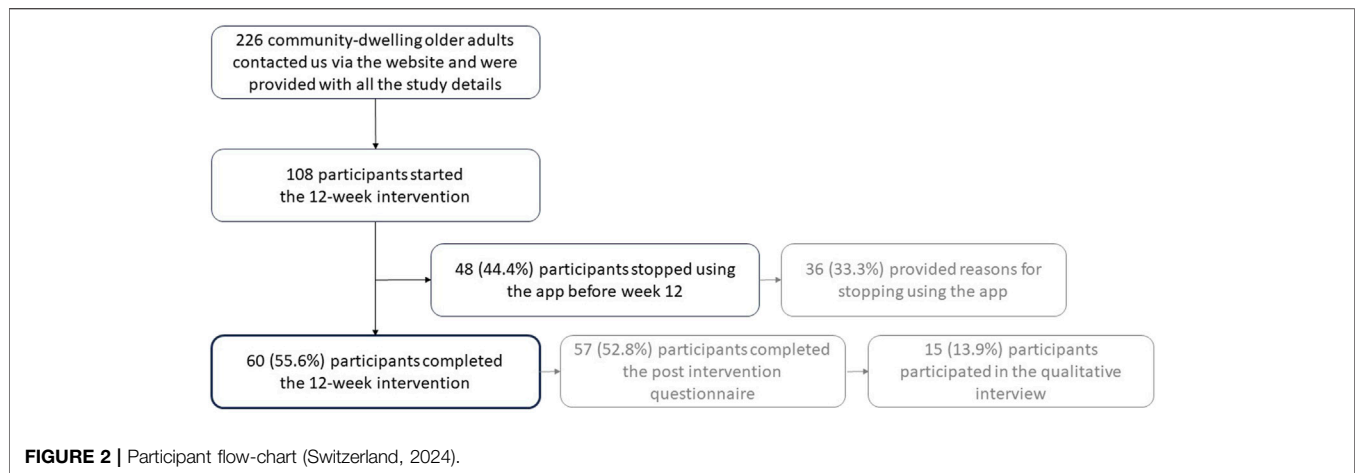 226 community-dwelling older adults
contacted us via the website and were
provided with all the study details
108 participants started
the 12-week intervention
48 (44.4%) participants stopped using
the app before week 12
36 (33.3%) provided reasons for
stopping using the app
60 (55.6%) participants completed
the 12-week intervention
57 (52.8%) participants completed
the post intervention
questionnaire
15 (13.9%) participants
participated in the qualitative
interview
FIGURE 2 | Participant flow-chart (Switzerland, 2024).